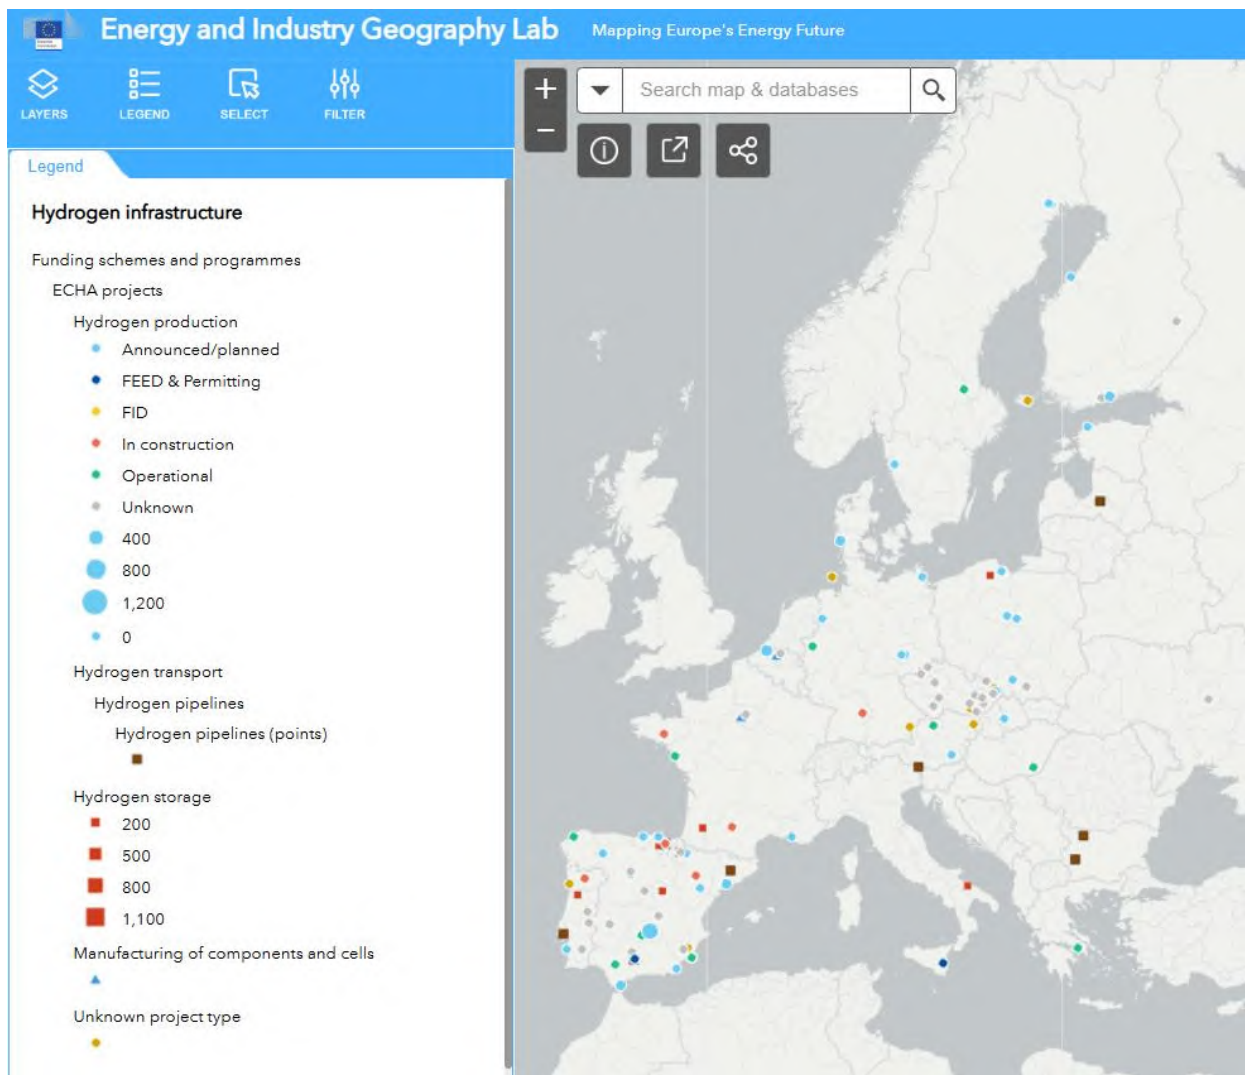 Energy and Industry Geography Lab
Mapping Europe's Energy Future
LAYERS
LEGEND
SELECT
FILTER
+
−
Search map & databases
Legend
Hydrogen infrastructure
Funding schemes and programmes
ECHA projects
Hydrogen production
Announced/planned
FEED & Permitting
FID
In construction
Operational
Unknown
400
800
1,200
0
Hydrogen transport
Hydrogen pipelines
Hydrogen pipelines (points)
Hydrogen storage
200
500
800
1,100
Manufacturing of components and cells
Unknown project type